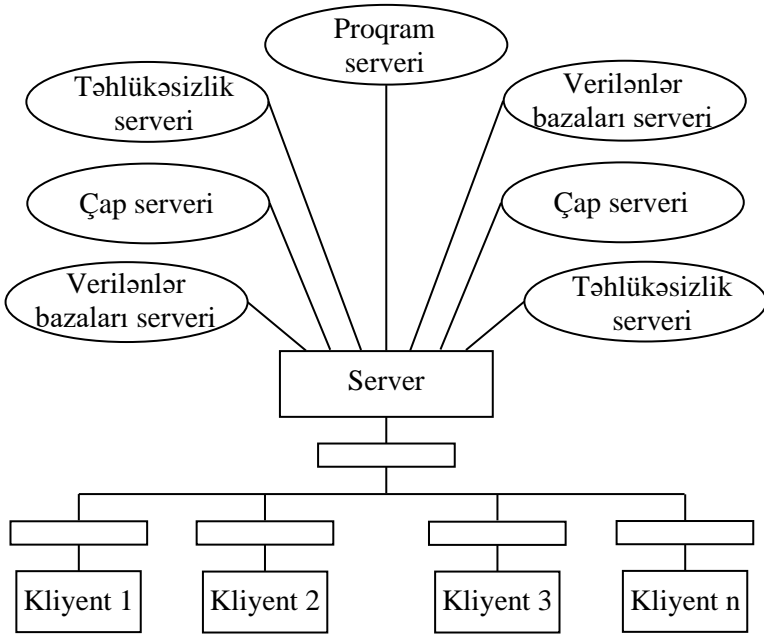 Proqram
serveri
Təhlükəsizlik
serveri
Verilənlər
bazaları serveri
Çap serveri
Çap serveri
Verilənlər
bazaları serveri
Təhlükəsizlik
serveri
Server
Kliyent 1
Kliyent 2
Kliyent 3
Kliyent n